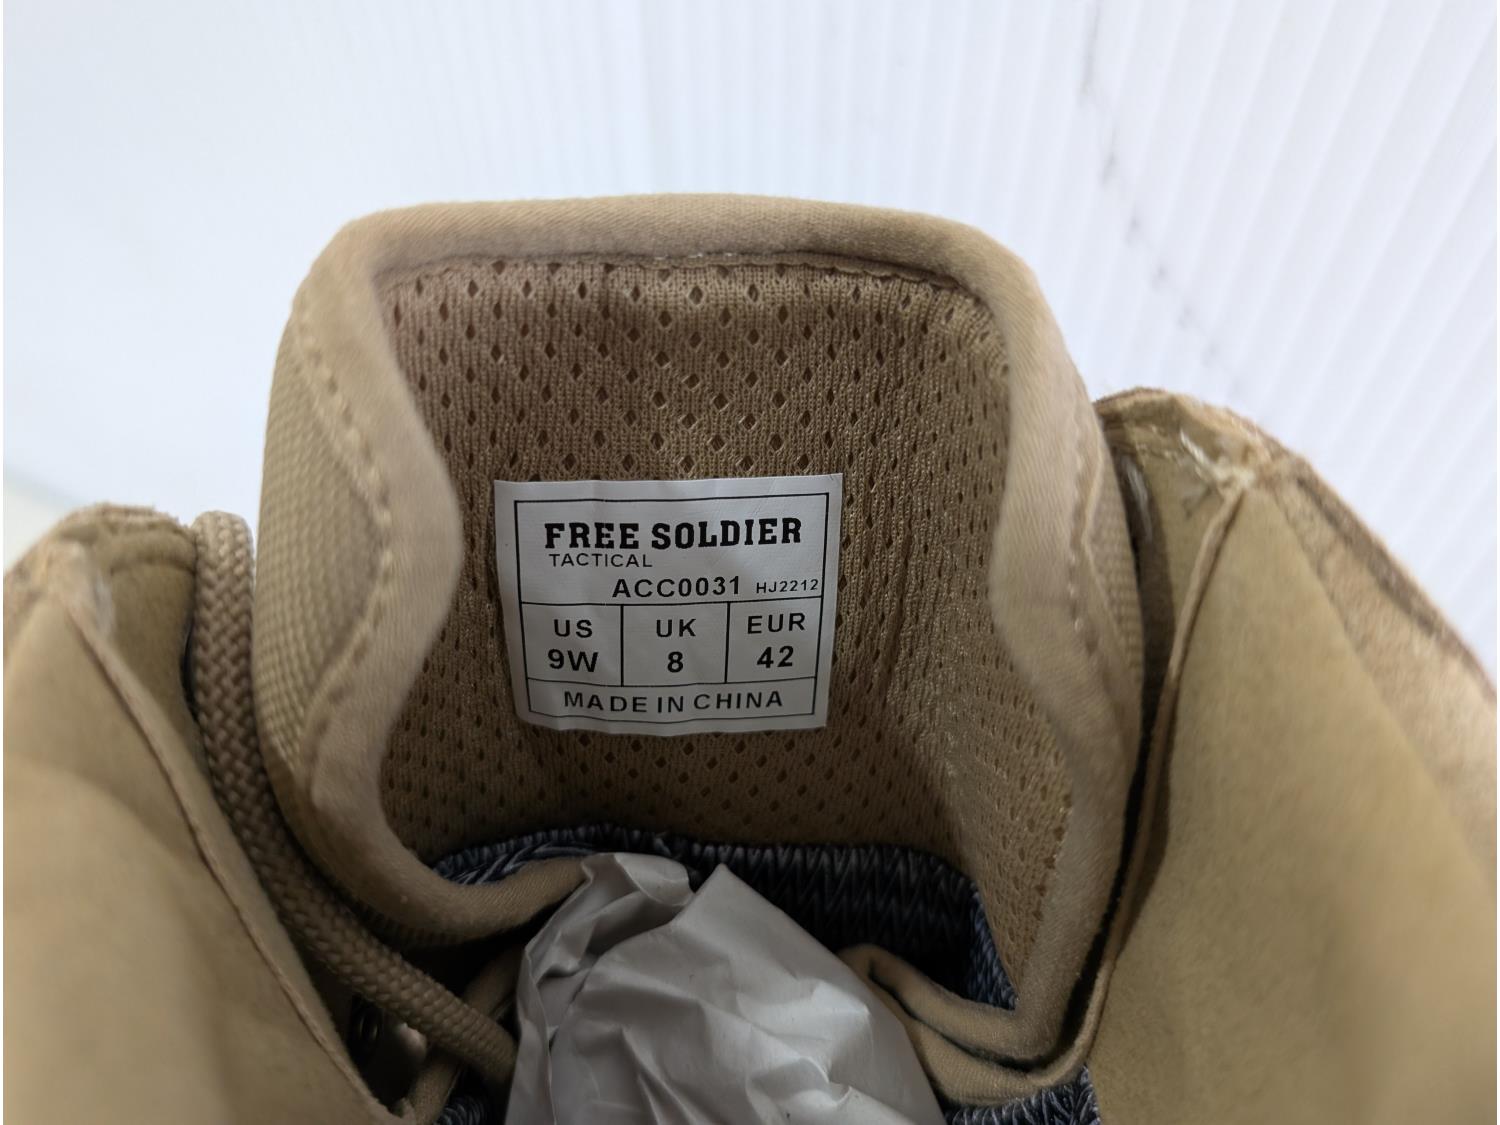 FREE SOLDIER
TACTICAL
ACC0031 HJ2212
US UK EUR
9W 8 42
MADE IN CHINA